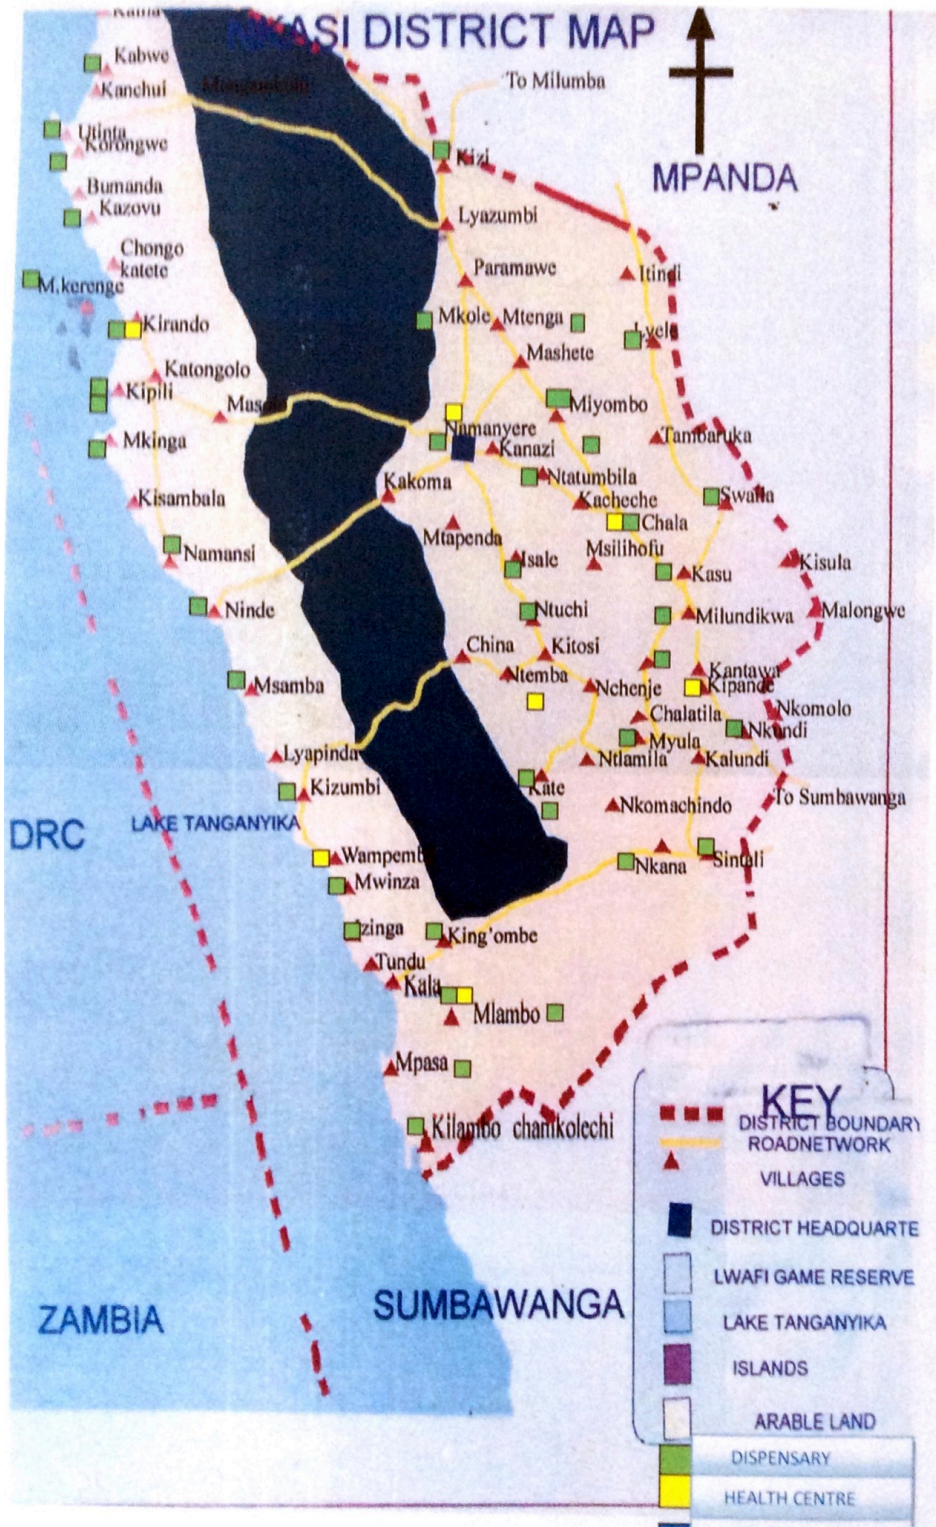 NKASI DISTRICT MAP
Kabwe
To Milumba
Kanchui
Utinta
Korongwe
Kizi
MPANDA
Bumanda
Kazovu
Lyazumbi
Chongo
katete
Paramawe
Itindi
M.kerenge
Kirando
Mkole
Mtenga
Lyele
Mashete
Katongolo
Kipili
Miyombo
Namanyere
Mkinga
Kanazi
Tambaruka
Kakoma
Ntatumbila
Kisambala
Kacheche
Swaila
Chala
Mtapenda
Msilihofu
Namansi
Isale
Kasu
Kisula
Ninde
Ntuchi
Milundikwa
Malongwe
China
Kitosi
Ntemba
Kantawa
Msamba
Nchenje
Kipande
Chalatila
Nkomolo
Nkundi
Myula
Lyapinda
Ntlamila
Kalundi
Kizumbi
Kate
To Sumbawanga
Nkomachindo
DRC
LAKE TANGANYIKA
Wampemb
Sintali
Nkana
Mwinza
Izinga
King'ombe
Tundu
Kala
Mlambo
Mpasa
Kilambo chamkolechi
KEY
DISTRICT BOUNDARY
ROADNETWORK
VILLAGES
DISTRICT HEADQUARTE
LWAFI GAME RESERVE
ZAMBIA
SUMBAWANGA
LAKE TANGANYIKA
ISLANDS
ARABLE LAND
DISPENSARY
HEALTH CENTRE